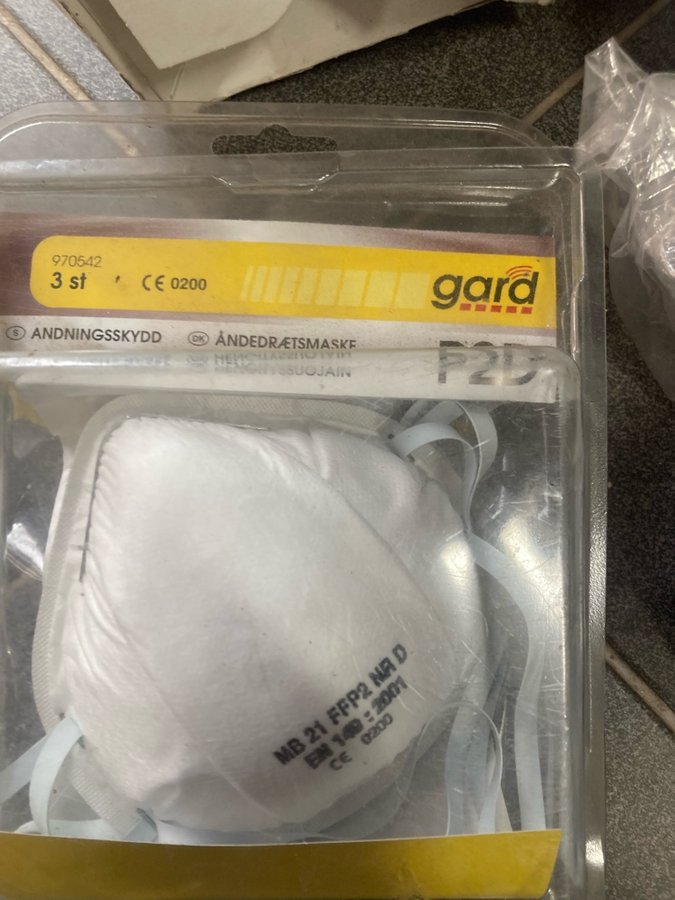 970542
3 st CE 0200
gard
S ANDNINGSSKYDD DK ÅNDEDRÆTSMASKE
HENGITYSSUOJAIN
P2D
MB 21 FFP2 NR D
EN 149 : 2001
CE 0200